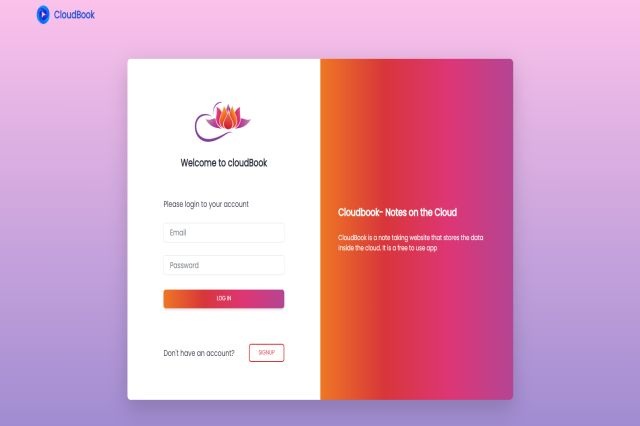 CloudBook
Welcome to cloudBook
Please login to your account
Email
Password
LOG IN
Don't have an account?
SIGNUP
Cloudbook- Notes on the Cloud
CloudBook is a note taking website that stores the data
inside the cloud. It is a free to use app